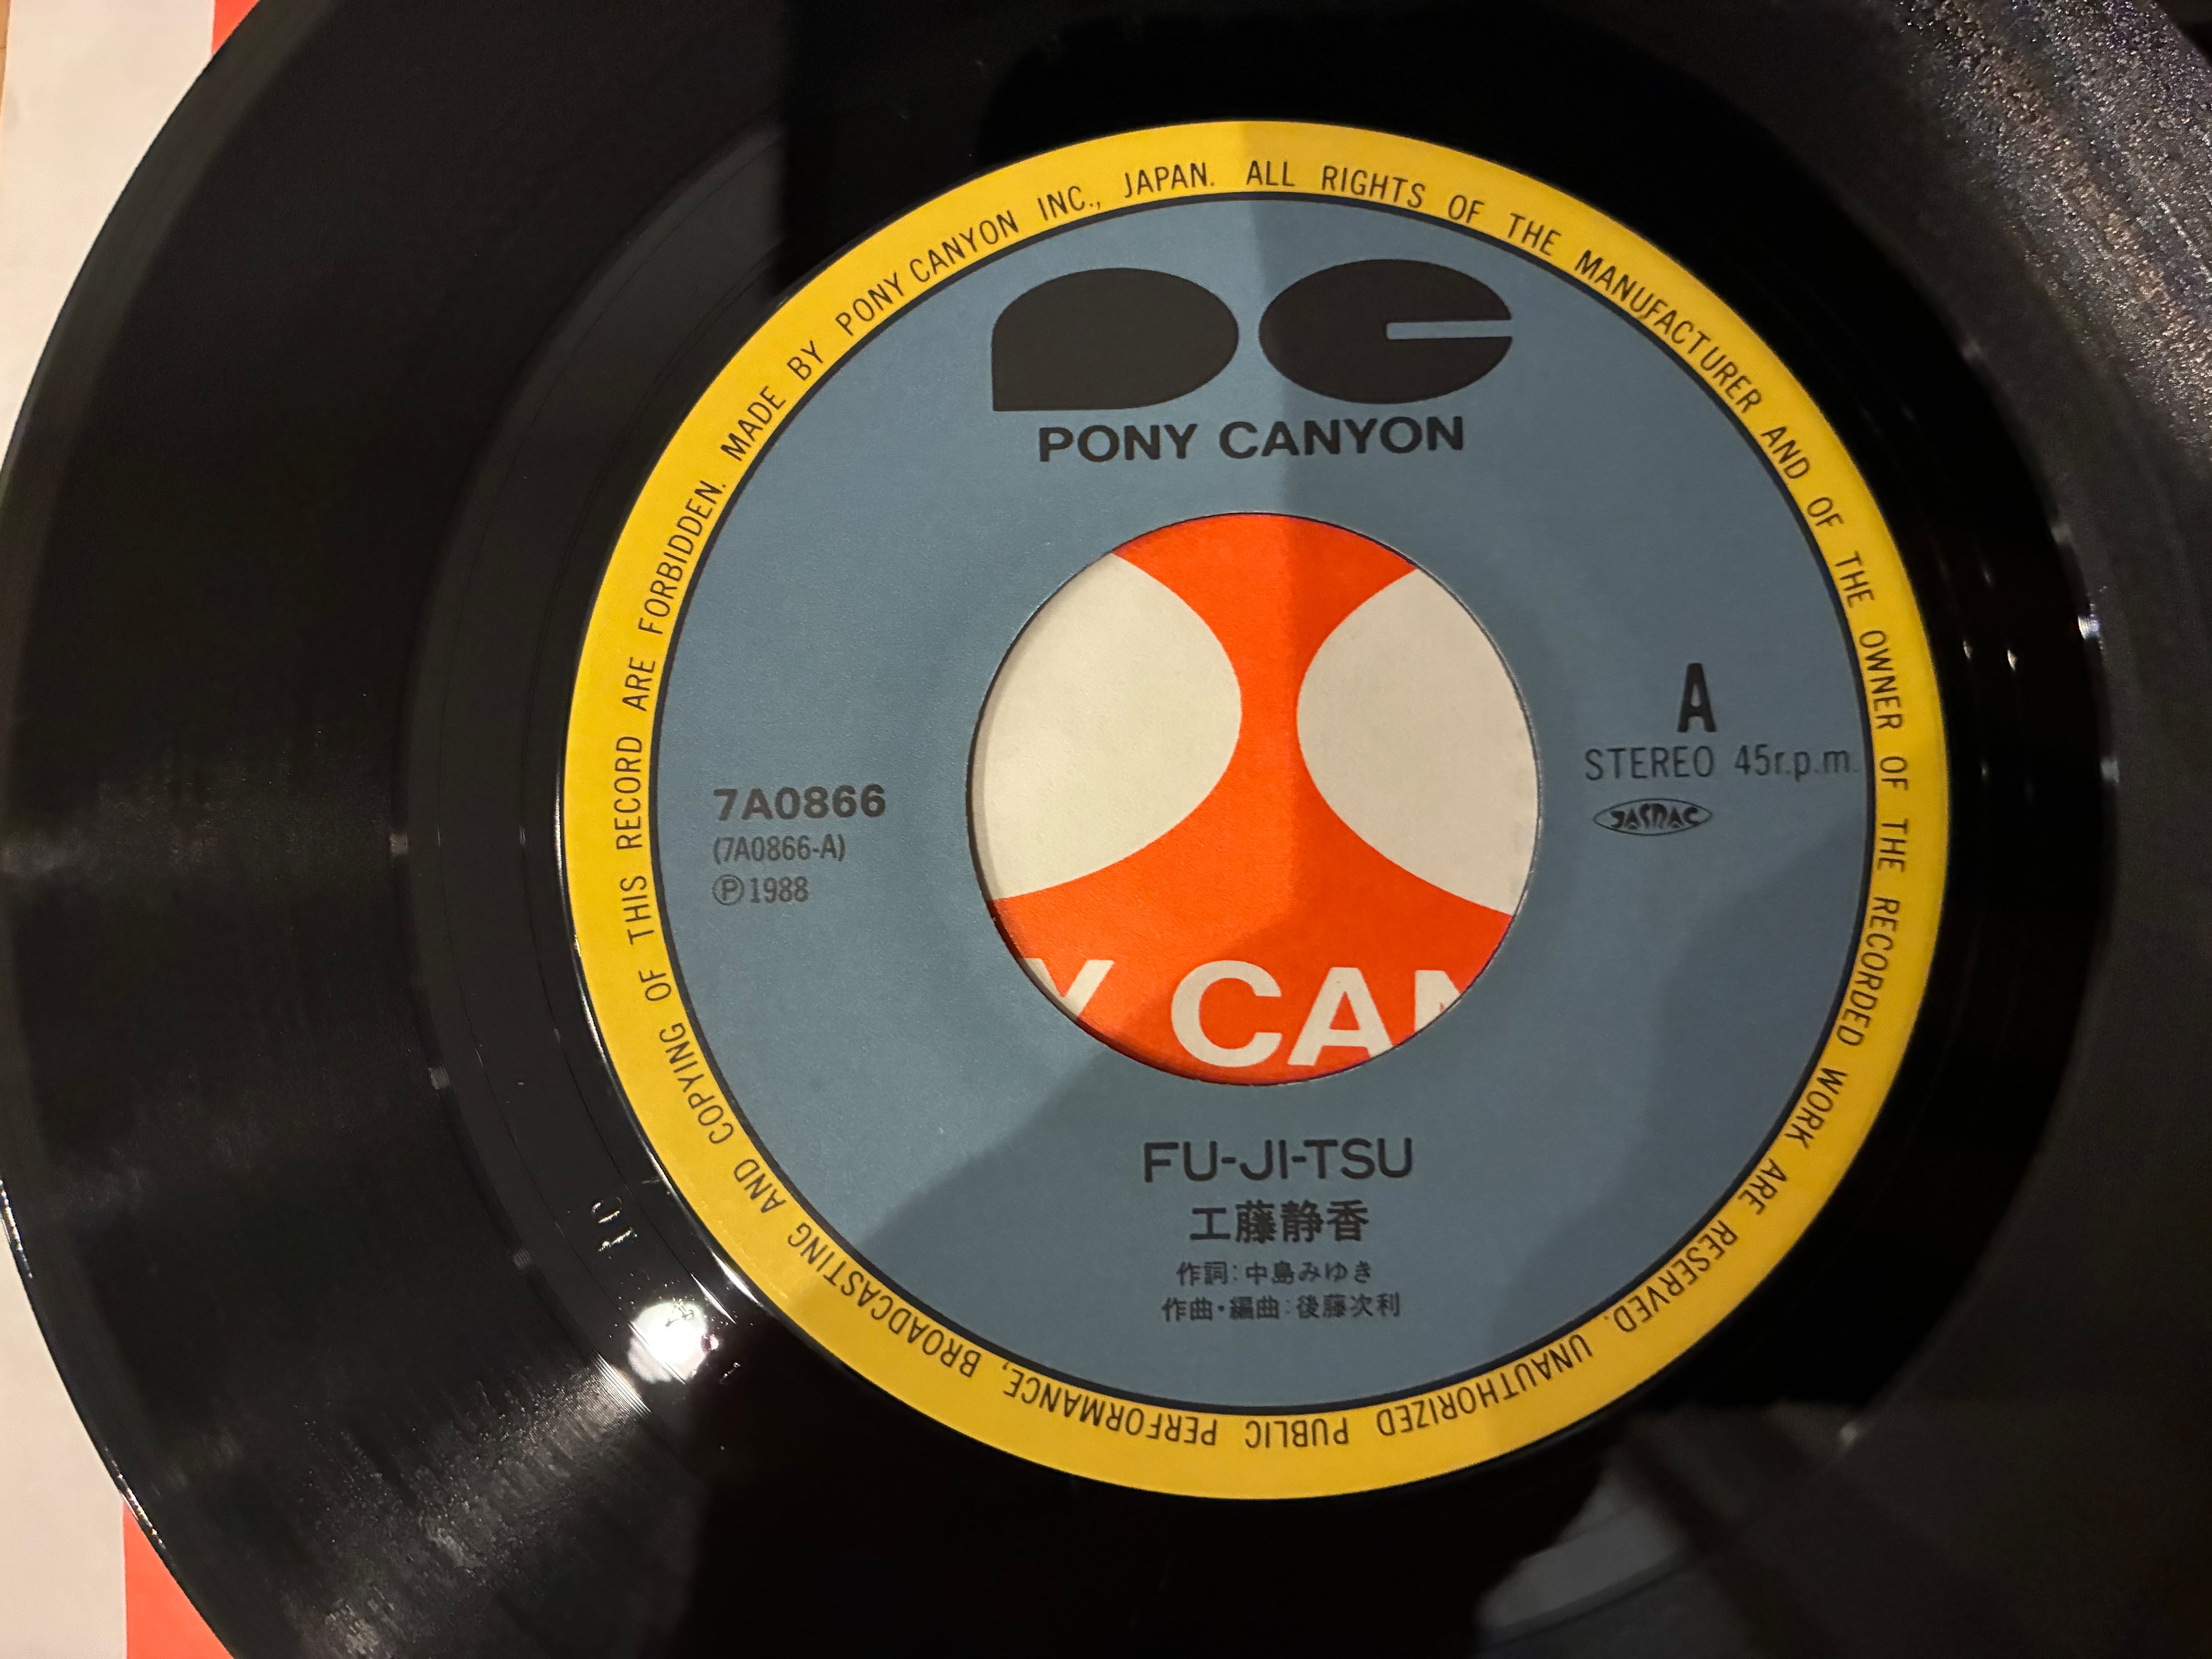 MADE BY PONY CANYON INC., JAPAN. ALL RIGHTS OF THE MANUFACTURER AND OF THE OWNER OF THE RECORDED WORK ARE RESERVED. UNAUTHORIZED PUBLIC PERFORMANCE, BROADCASTING AND COPYING OF THIS RECORD ARE FORBIDDEN.
PC
PONY CANYON
A
STEREO 45r.p.m.
JASRAC
7A0866
(7A0866-A)
Ⓟ1988
Y CAN
FU-JI-TSU
工藤静香
作詞:中島みゆき
作曲・編曲:後藤次利